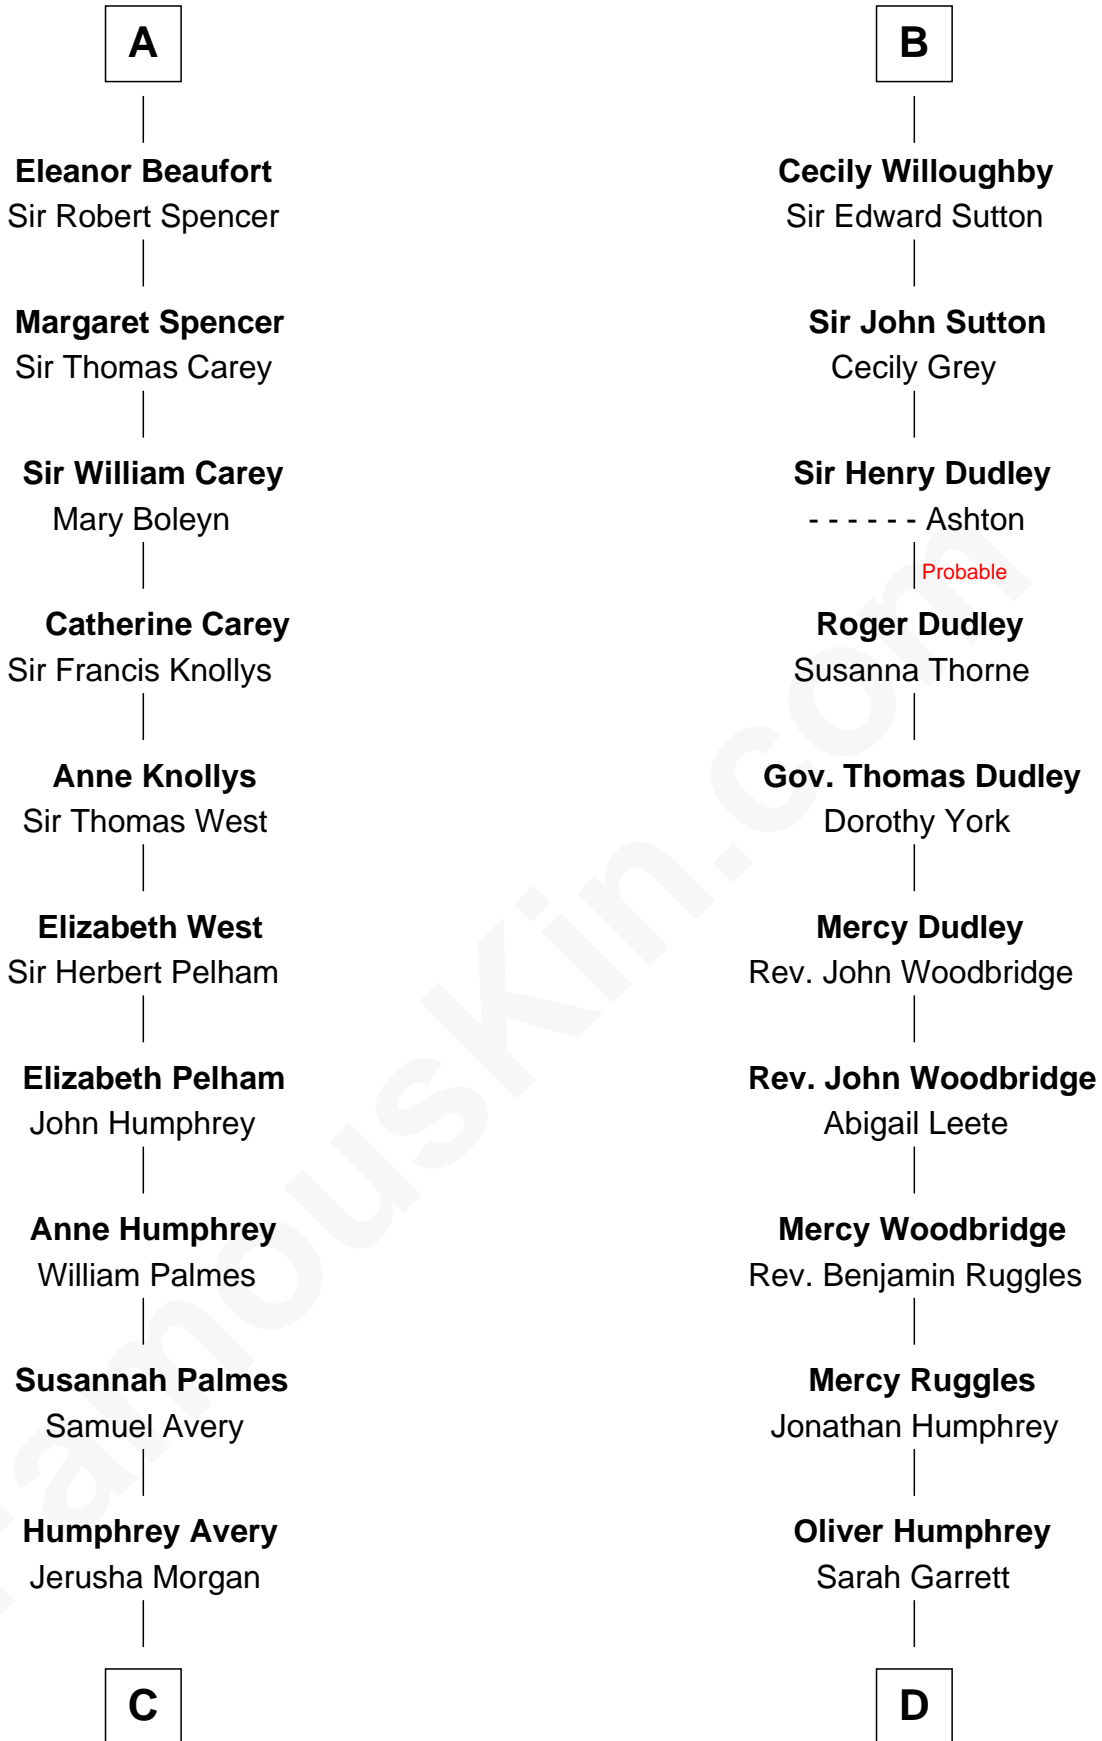 A
Eleanor Beaufort
Sir Robert Spencer
Margaret Spencer
Sir Thomas Carey
Sir William Carey
Mary Boleyn
Catherine Carey
Sir Francis Knollys
Anne Knollys
Sir Thomas West
Elizabeth West
Sir Herbert Pelham
Elizabeth Pelham
John Humphrey
Anne Humphrey
William Palmes
Susannah Palmes
Samuel Avery
Humphrey Avery
Jerusha Morgan
C
B
Cecily Willoughby
Sir Edward Sutton
Sir John Sutton
Cecily Grey
Sir Henry Dudley
- - - - - - Ashton
Probable
Roger Dudley
Susanna Thorne
Gov. Thomas Dudley
Dorothy York
Mercy Dudley
Rev. John Woodbridge
Rev. John Woodbridge
Abigail Leete
Mercy Woodbridge
Rev. Benjamin Ruggles
Mercy Ruggles
Jonathan Humphrey
Oliver Humphrey
Sarah Garrett
D
FamousKin.com